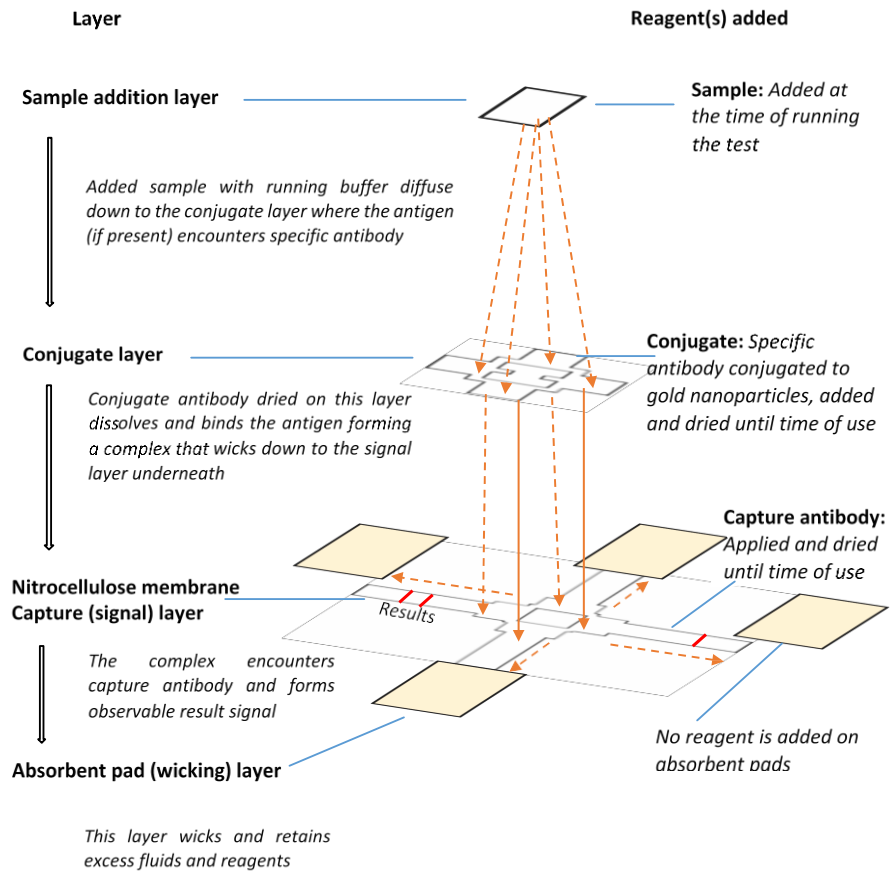 Layer
Reagent(s) added
Sample addition layer
Sample: Added at
the time of running
the test
Added sample with running buffer diffuse
down to the conjugate layer where the antigen
(if present) encounters specific antibody
Conjugate layer
Conjugate: Specific
antibody conjugated to
gold nanoparticles, added
and dried until time of use
Conjugate antibody dried on this layer
dissolves and binds the antigen forming
a complex that wicks down to the signal
layer underneath
Capture antibody:
Applied and dried
until time of use
Nitrocellulose membrane
Capture (signal) layer
Results
The complex encounters
capture antibody and forms
observable result signal
No reagent is added on
absorbent pads
Absorbent pad (wicking) layer
This layer wicks and retains
excess fluids and reagents